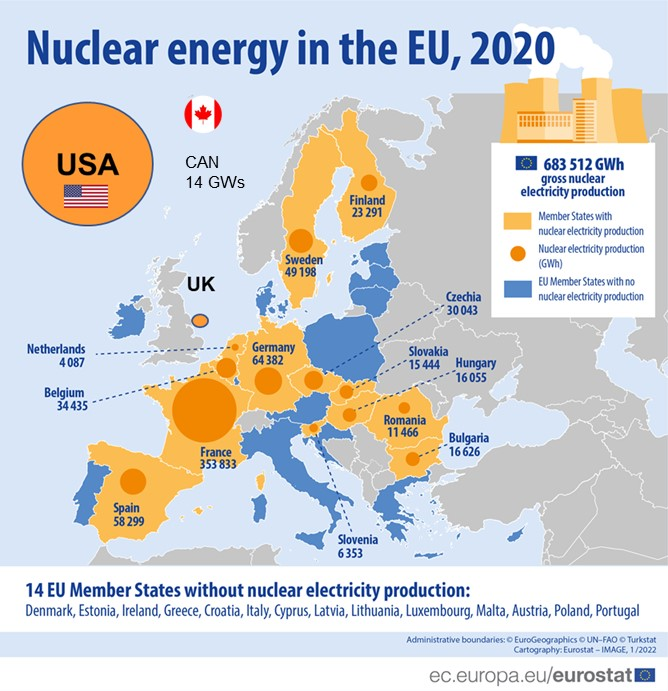 Nuclear energy in the EU, 2020
USA
CAN
14 GWs
683 512 GWh
gross nuclear
electricity production
Member States with
nuclear electricity production
Nuclear electricity production
(GWh)
EU Member States with no
nuclear electricity production
Finland
23 291
Sweden
49 198
UK
Czechia
30 043
Netherlands
4 087
Germany
64 382
Slovakia
15 444
Hungary
16 055
Belgium
34 435
Romania
11 466
France
353 833
Bulgaria
16 626
Spain
58 299
Slovenia
6 353
14 EU Member States without nuclear electricity production:
Denmark, Estonia, Ireland, Greece, Croatia, Italy, Cyprus, Latvia, Lithuania, Luxembourg, Malta, Austria, Poland, Portugal
Administrative boundaries: © EuroGeographics © UN–FAO © Turkstat
Cartography: Eurostat – IMAGE, 1/2022
ec.europa.eu/eurostat